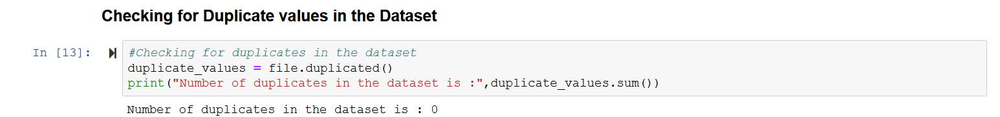 Checking for Duplicate values in the Dataset
In [13]:
#Checking for duplicates in the dataset
duplicate_values = file.duplicated()
print("Number of duplicates in the dataset is :",duplicate_values.sum())
Number of duplicates in the dataset is : 0